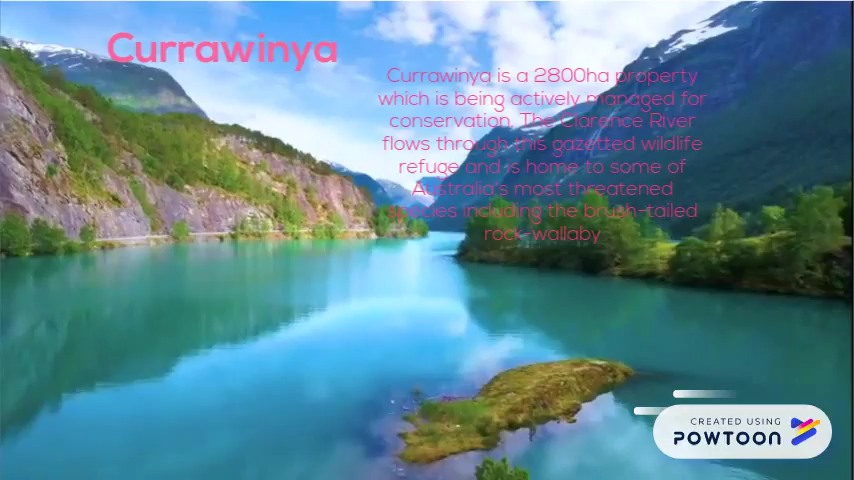 Currawinya
Currawinya is a 2800ha property
which is being actively managed for
conservation. The Clarence River
flows through this gazetted wildlife
refuge and is home to some of
Australia's most threatened
species including the brush-tailed
rock-wallaby
CREATED USING
POWTOON